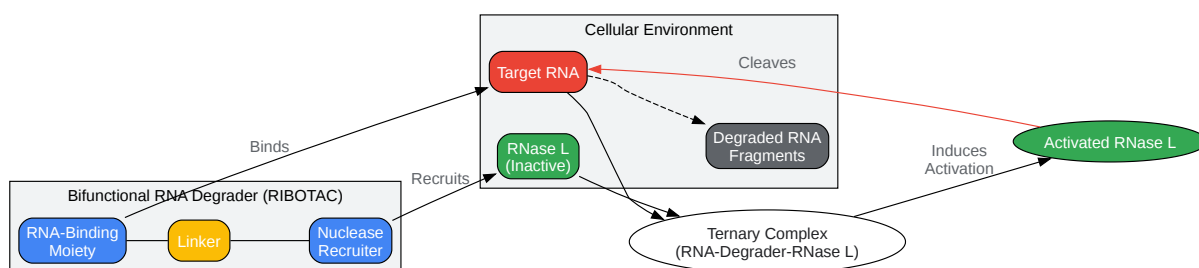 Cellular Environment
Target RNA
Cleaves
Degraded RNA
Fragments
RNase L
(Inactive)
Activated RNase L
Binds
Induces
Activation
Recruits
Bifunctional RNA Degrader (RIBOTAC)
RNA-Binding
Moiety
Linker
Nuclease
Recruiter
Ternary Complex
(RNA-Degrader-RNase L)